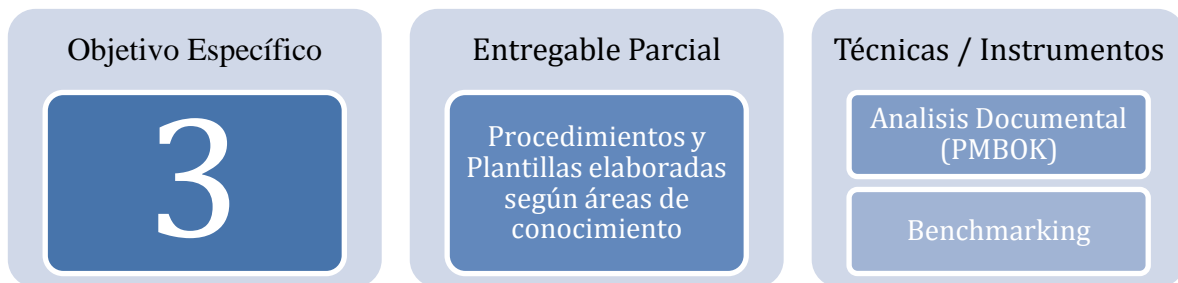 Objetivo Específico
3
Entregable Parcial
Procedimientos y
Plantillas elaboradas
según áreas de
conocimiento
Técnicas / Instrumentos
Analisis Documental
(PMBOK)
Benchmarking